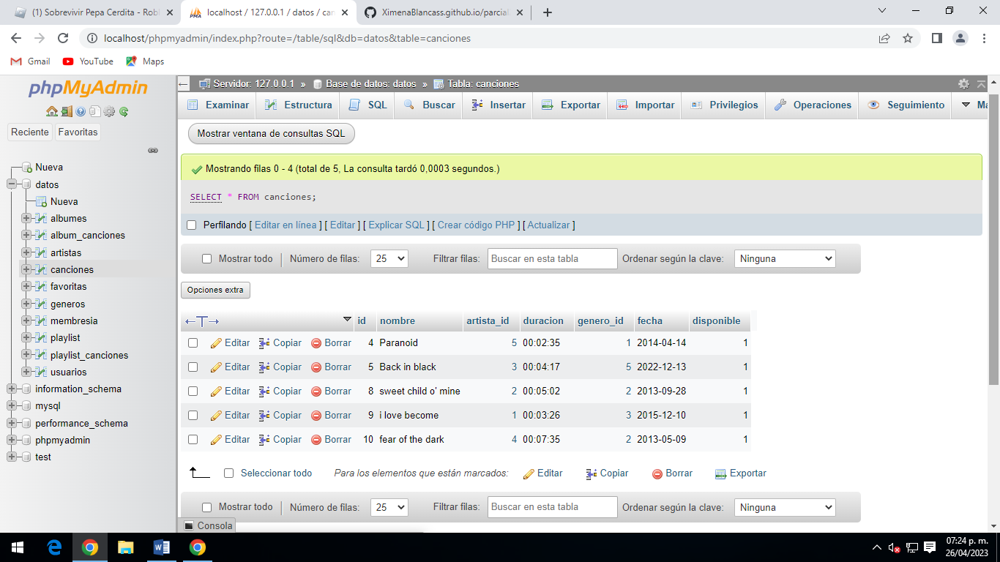 (1) Sobrevivir Pepa Cerdita - Robl
localhost / 127.0.0.1 / datos / can
XimenaBlancass.github.io/parcial
localhost/phpmyadmin/index.php?route=/table/sql&db=datos&table=canciones
Gmail YouTube Maps
phpMyAdmin
Reciente Favoritas
Nueva
datos
Nueva
albumes
album_canciones
artistas
canciones
favoritas
generos
membresia
playlist
playlist_canciones
usuarios
information_schema
mysql
performance_schema
phpmyadmin
test
Servidor: 127.0.0.1 » Base de datos: datos » Tabla: canciones
Examinar Estructura SQL Buscar Insertar Exportar Importar Privilegios Operaciones Seguimiento Ma
Mostrar ventana de consultas SQL
Mostrando filas 0 - 4 (total de 5, La consulta tardó 0,0003 segundos.)
SELECT * FROM canciones;
Perfilando [ Editar en línea ] [ Editar ] [ Explicar SQL ] [ Crear código PHP ] [ Actualizar ]
Mostrar todo | Número de filas: 25 Filtrar filas: Buscar en esta tabla Ordenar según la clave: Ninguna
Opciones extra
←T→ id nombre artista_id duracion genero_id fecha disponible
Editar Copiar Borrar 4 Paranoid 5 00:02:35 1 2014-04-14 1
Editar Copiar Borrar 5 Back in black 3 00:04:17 5 2022-12-13 1
Editar Copiar Borrar 8 sweet child o' mine 2 00:05:02 2 2013-09-28 1
Editar Copiar Borrar 9 i love become 1 00:03:26 3 2015-12-10 1
Editar Copiar Borrar 10 fear of the dark 4 00:07:35 2 2013-05-09 1
Seleccionar todo Para los elementos que están marcados: Editar Copiar Borrar Exportar
Mostrar todo | Número de filas: 25 Filtrar filas: Buscar en esta tabla Ordenar según la clave: Ninguna
Consola
07:24 p. m.
26/04/2023